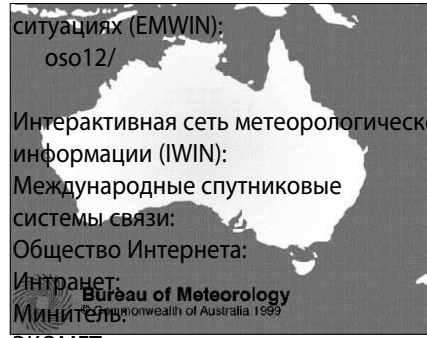 ситуациях (EMWIN):
oso12/
Интерактивная сеть метеорологическ
информации (IWIN):
Международные спутниковые
системы связи:
Общество Интернета:
Интранет:
Bureau of Meteorology
Минитель:
© Commonwealth of Australia 1999